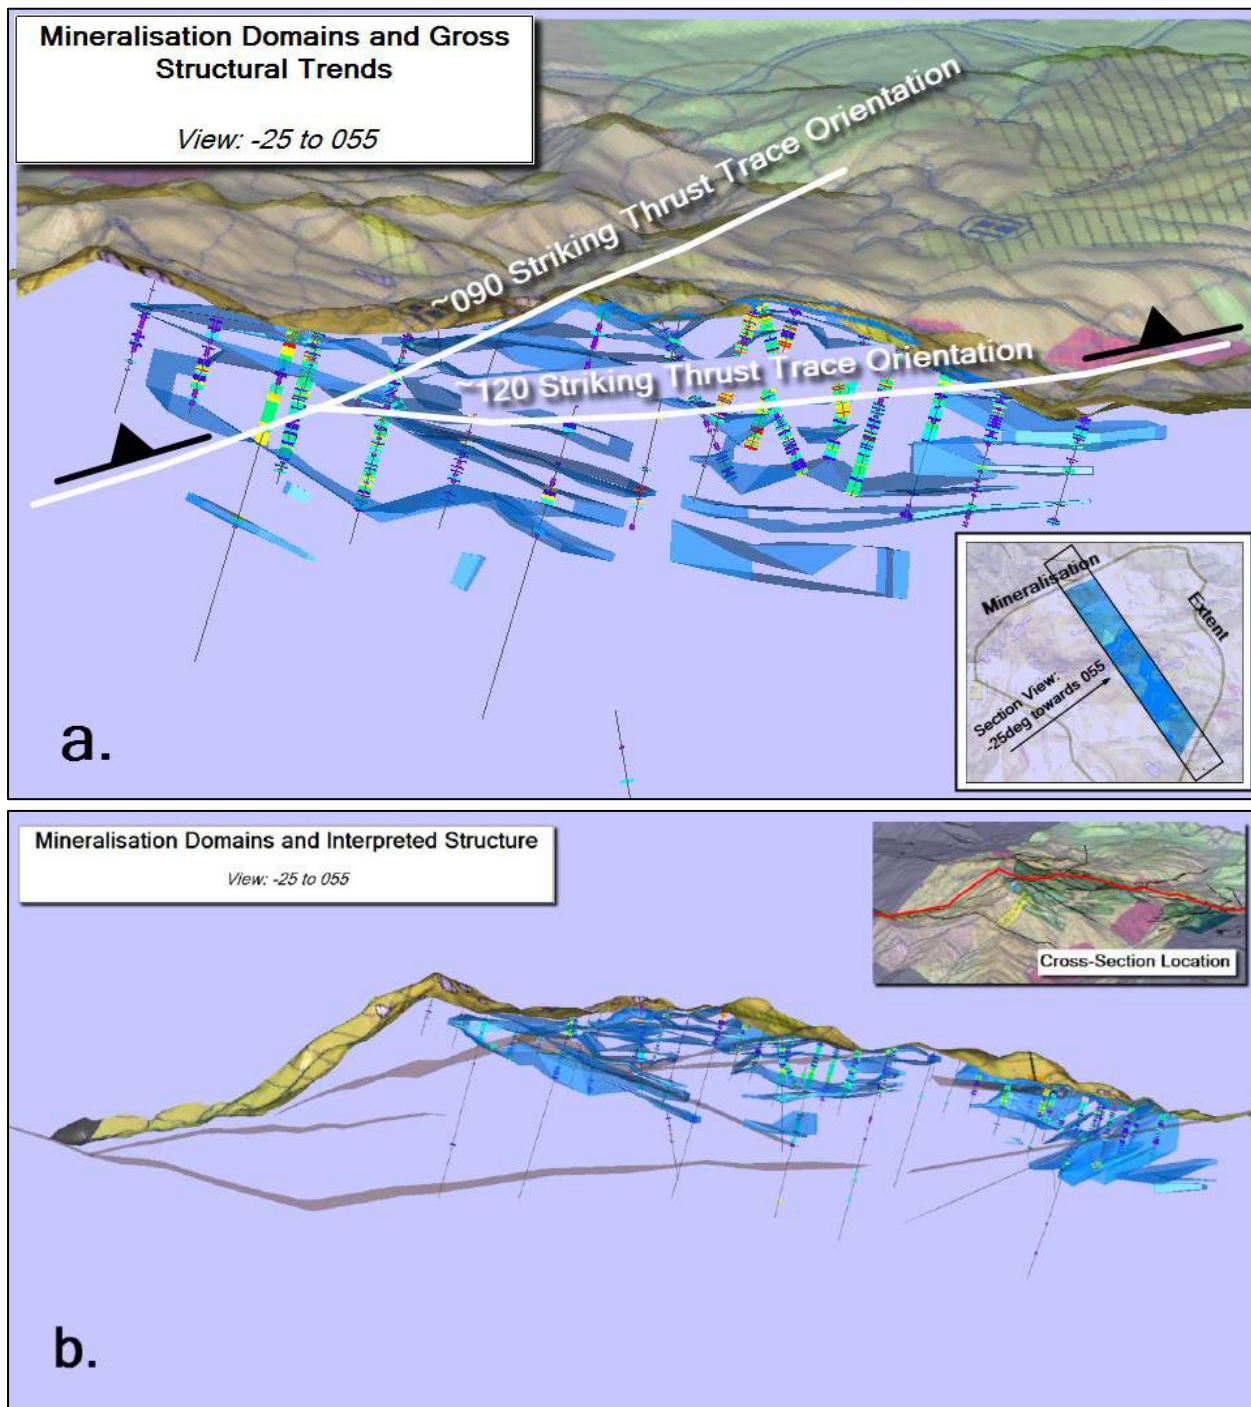 Mineralisation Domains and Gross
Structural Trends
View: -25 to 055
~090 Striking Thrust Trace Orientation
~120 Striking Thrust Trace Orientation
Mineralisation
Extent
Section View:
-25deg towards 055
a.
Mineralisation Domains and Interpreted Structure
View: -25 to 055
Cross-Section Location
b.